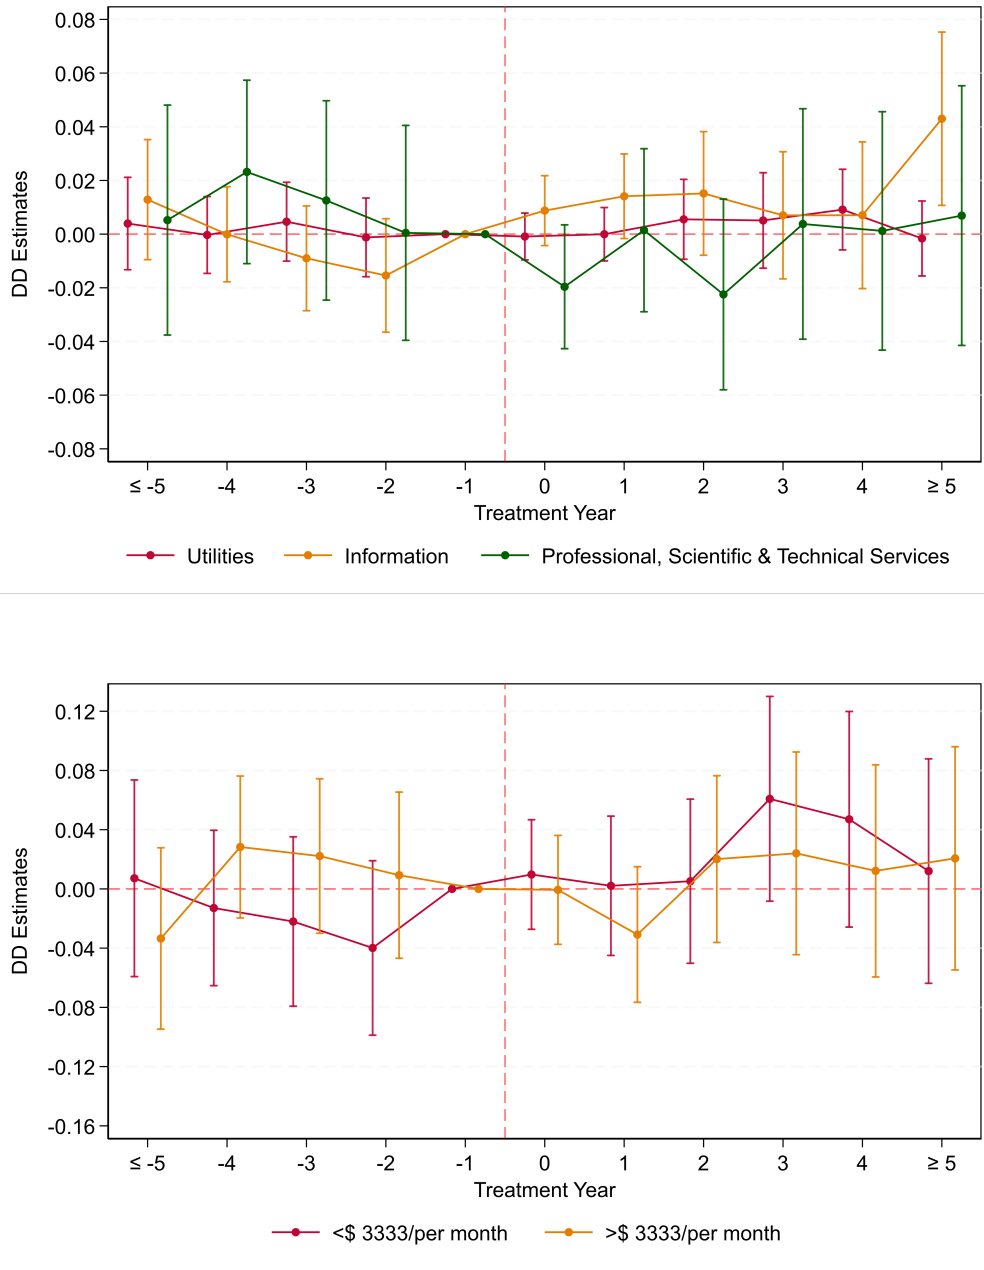 0.08
0.06
0.04
0.02
0.00
-0.02
-0.04
-0.06
-0.08
DD Estimates
≤ -5 -4 -3 -2 -1 0 1 2 3 4 ≥ 5
Treatment Year
Utilities Information Professional, Scientific & Technical Services
0.12
0.08
0.04
0.00
-0.04
-0.08
-0.12
-0.16
DD Estimates
≤ -5 -4 -3 -2 -1 0 1 2 3 4 ≥ 5
Treatment Year
<$ 3333/per month >$ 3333/per month